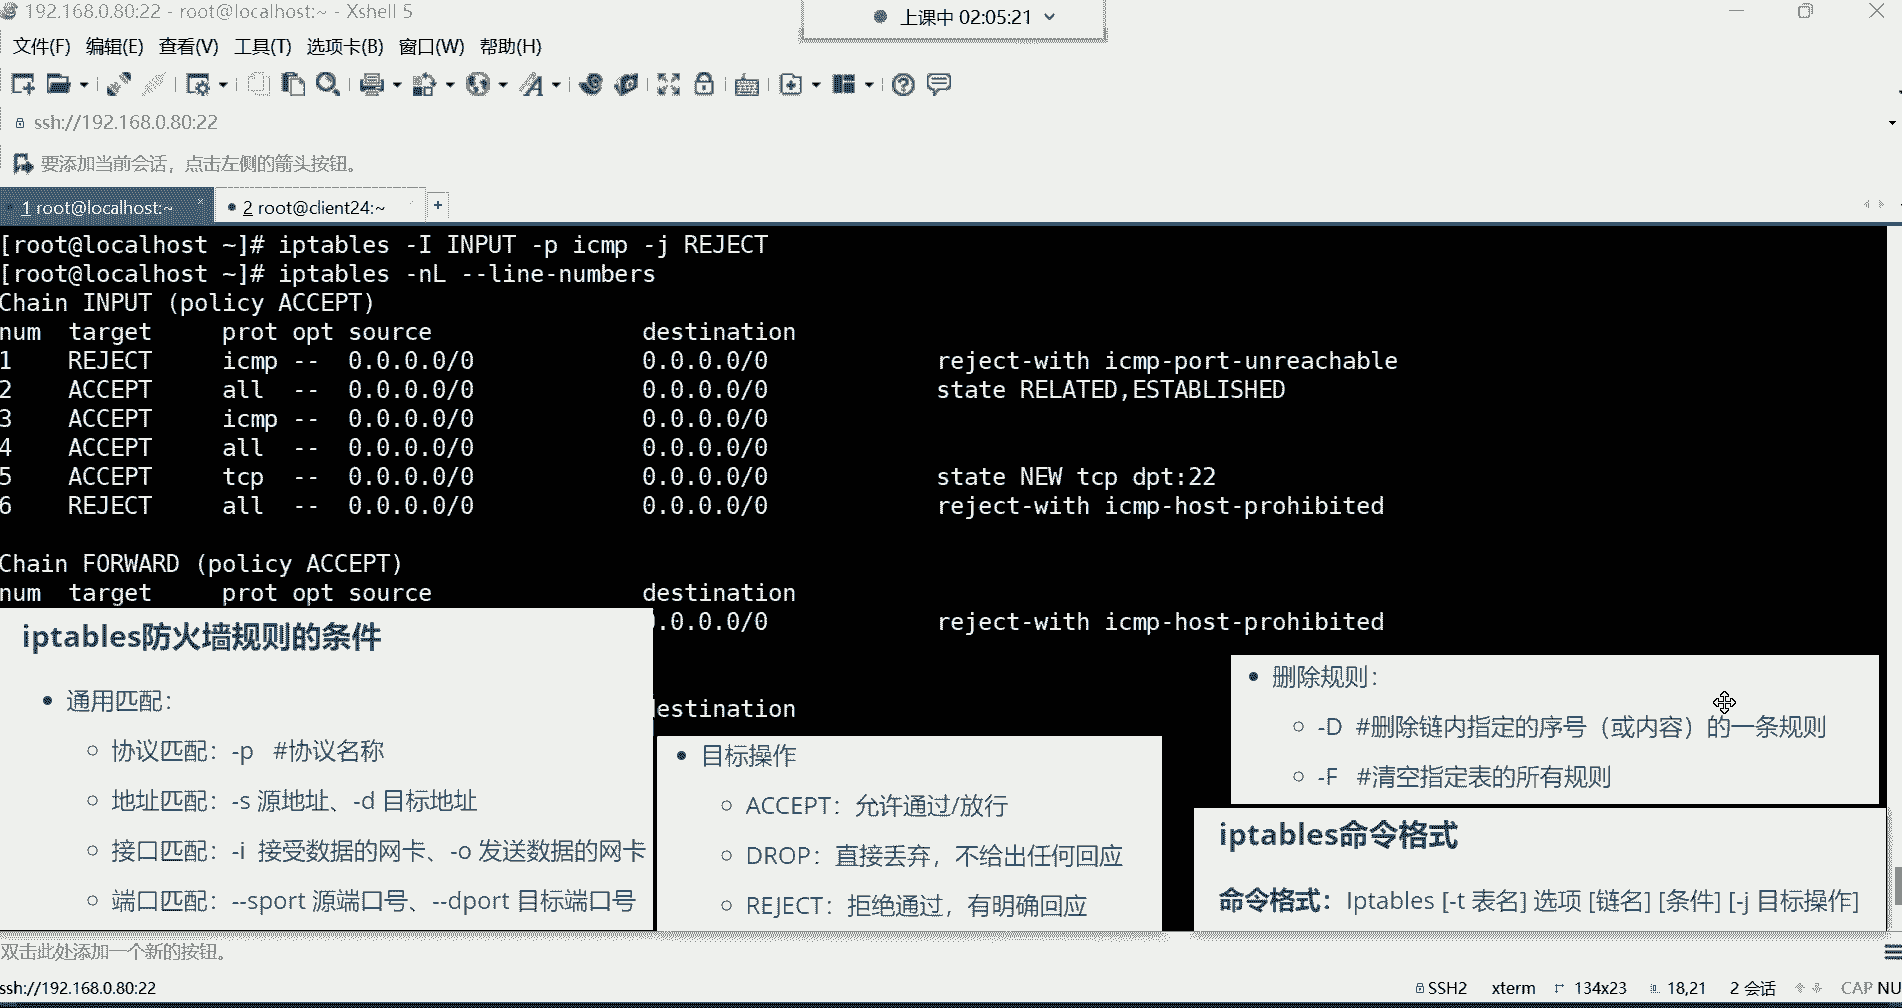 192.168.0.80:22 - root@localhost:~ - Xshell 5
上课中 02:05:21
文件(F) 编辑(E) 查看(V) 工具(T) 选项卡(B) 窗口(W) 帮助(H)
ssh://192.168.0.80:22
要添加当前会话，点击左侧的箭头按钮。
1 root@localhost:~ × 2 root@client24:~ +
[root@localhost ~]# iptables -I INPUT -p icmp -j REJECT
[root@localhost ~]# iptables -nL --line-numbers
Chain INPUT (policy ACCEPT)
num target prot opt source destination
1 REJECT icmp -- 0.0.0.0/0 0.0.0.0/0 reject-with icmp-port-unreachable
2 ACCEPT all -- 0.0.0.0/0 0.0.0.0/0 state RELATED,ESTABLISHED
3 ACCEPT icmp -- 0.0.0.0/0 0.0.0.0/0
4 ACCEPT all -- 0.0.0.0/0 0.0.0.0/0
5 ACCEPT tcp -- 0.0.0.0/0 0.0.0.0/0 state NEW tcp dpt:22
6 REJECT all -- 0.0.0.0/0 0.0.0.0/0 reject-with icmp-host-prohibited
Chain FORWARD (policy ACCEPT)
num target prot opt source destination
.0.0.0/0 reject-with icmp-host-prohibited
destination
iptables防火墙规则的条件
• 通用匹配：
○ 协议匹配：-p #协议名称
○ 地址匹配：-s 源地址、-d 目标地址
○ 接口匹配：-i 接受数据的网卡、-o 发送数据的网卡
○ 端口匹配：--sport 源端口号、--dport 目标端口号
• 目标操作
○ ACCEPT：允许通过/放行
○ DROP：直接丢弃，不给出任何回应
○ REJECT：拒绝通过，有明确回应
• 删除规则：
○ -D #删除链内指定的序号（或内容）的一条规则
○ -F #清空指定表的所有规则
iptables命令格式
命令格式：Iptables [-t 表名] 选项 [链名] [条件] [-j 目标操作]
双击此处添加一个新的按钮。
ssh://192.168.0.80:22 SSH2 xterm 134x23 18,21 2 会话 CAP NU